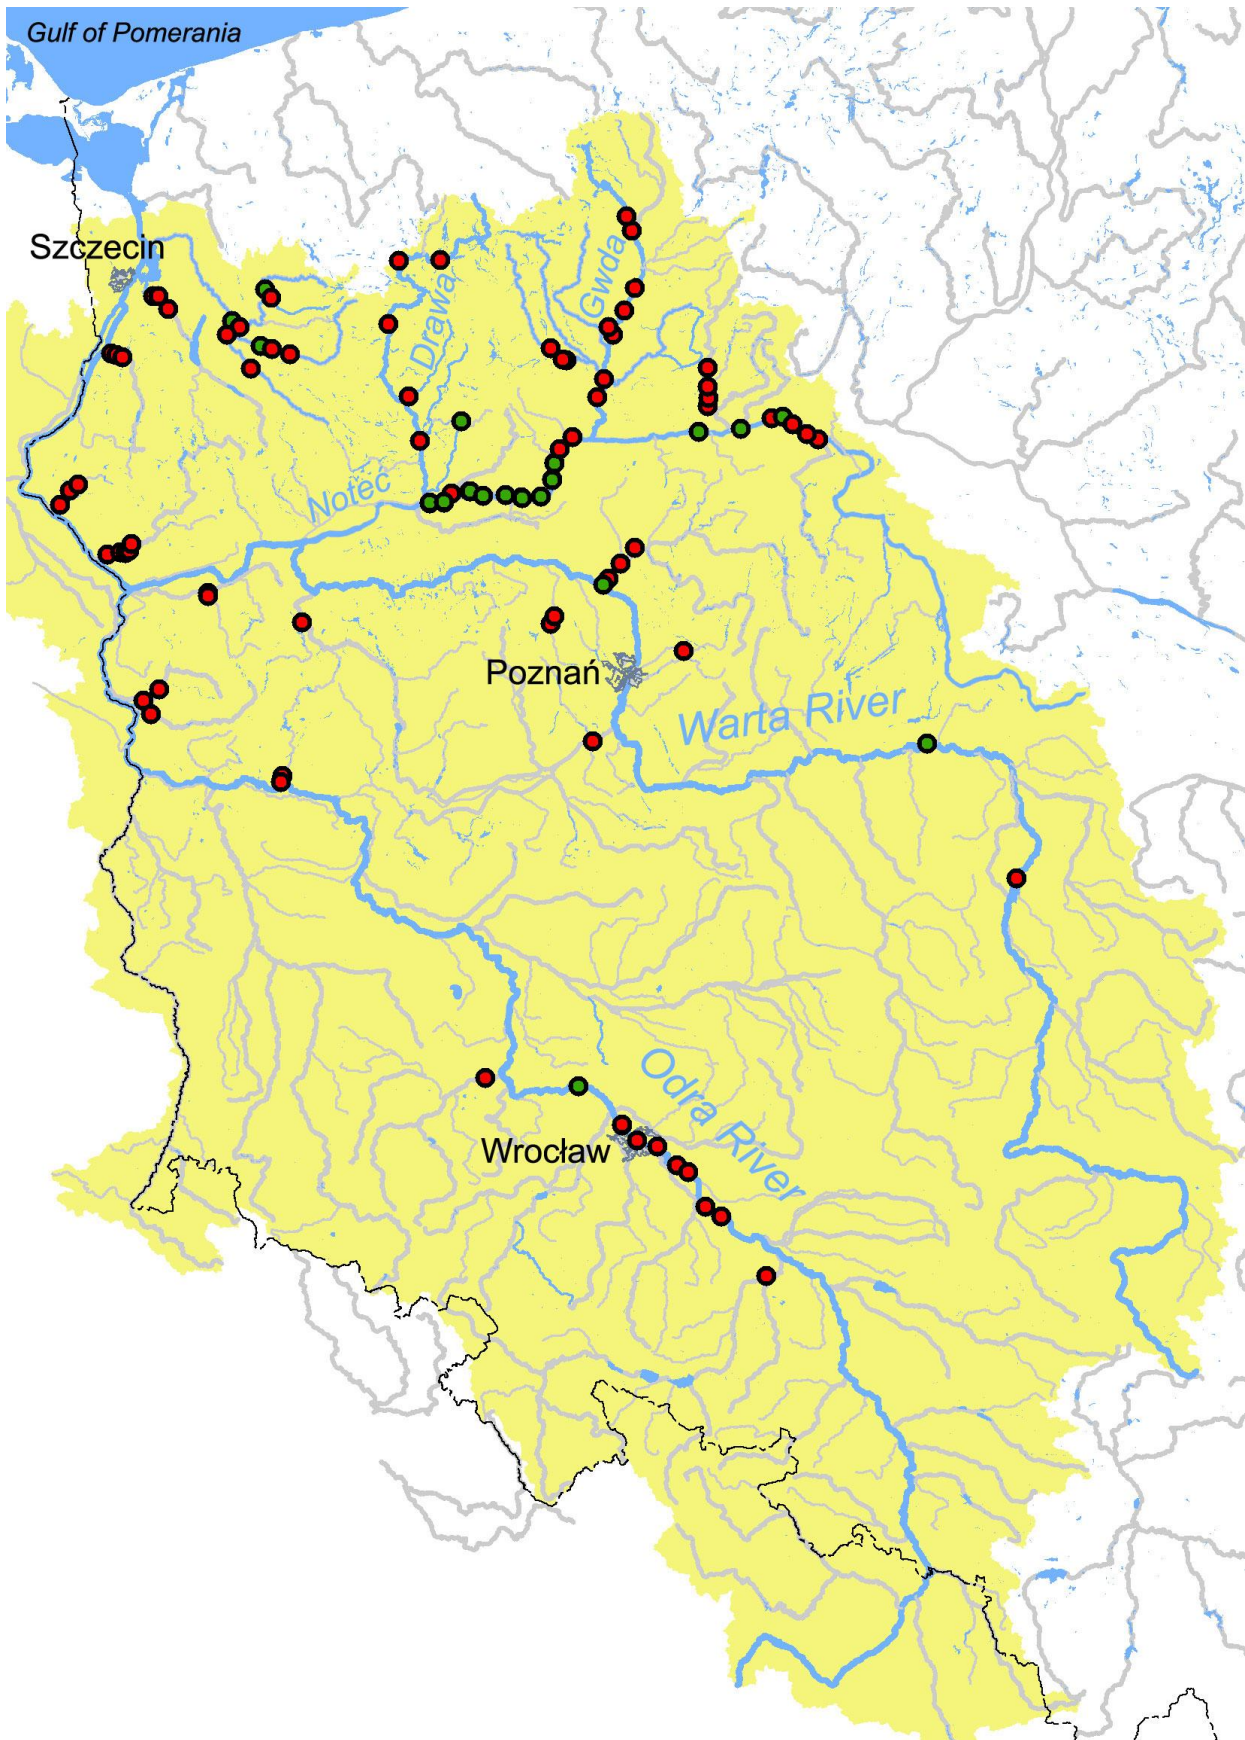 Gulf of Pomerania
Szczecin
Gwda
Drawa
Noteć
Poznań
Warta River
Odra River
Wrocław